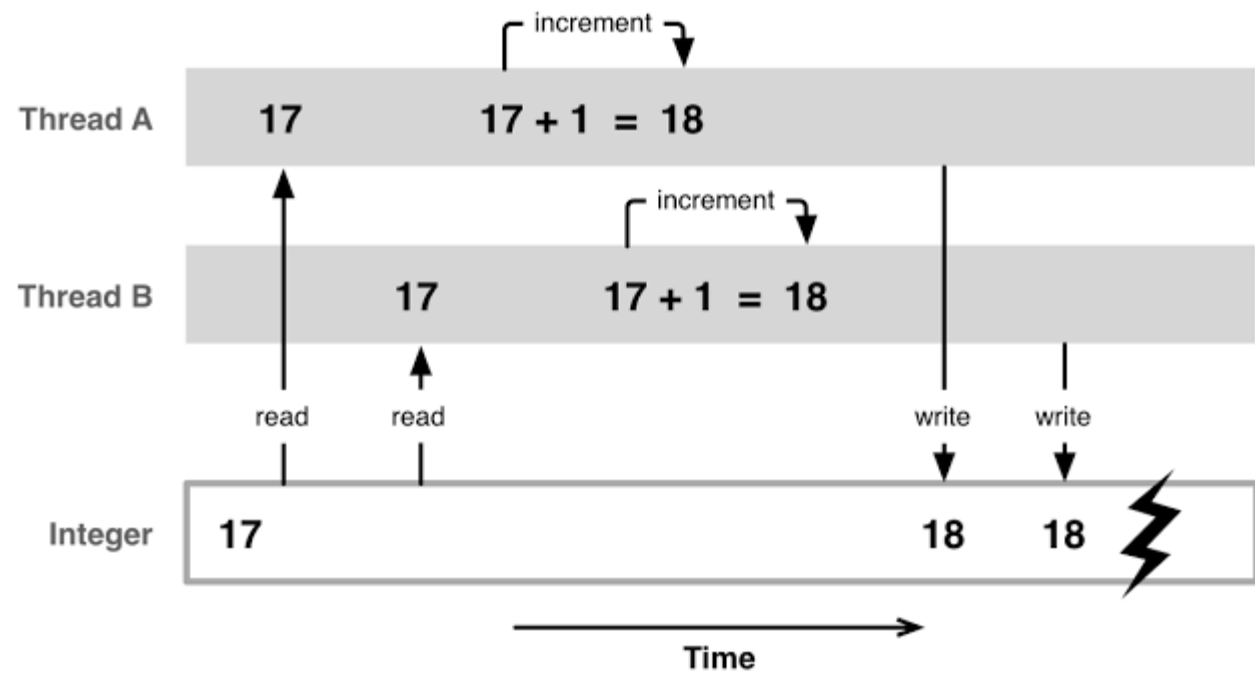 increment
Thread A 17 17 + 1 = 18
increment
Thread B 17 17 + 1 = 18
read read write write
Integer 17 18 18
Time